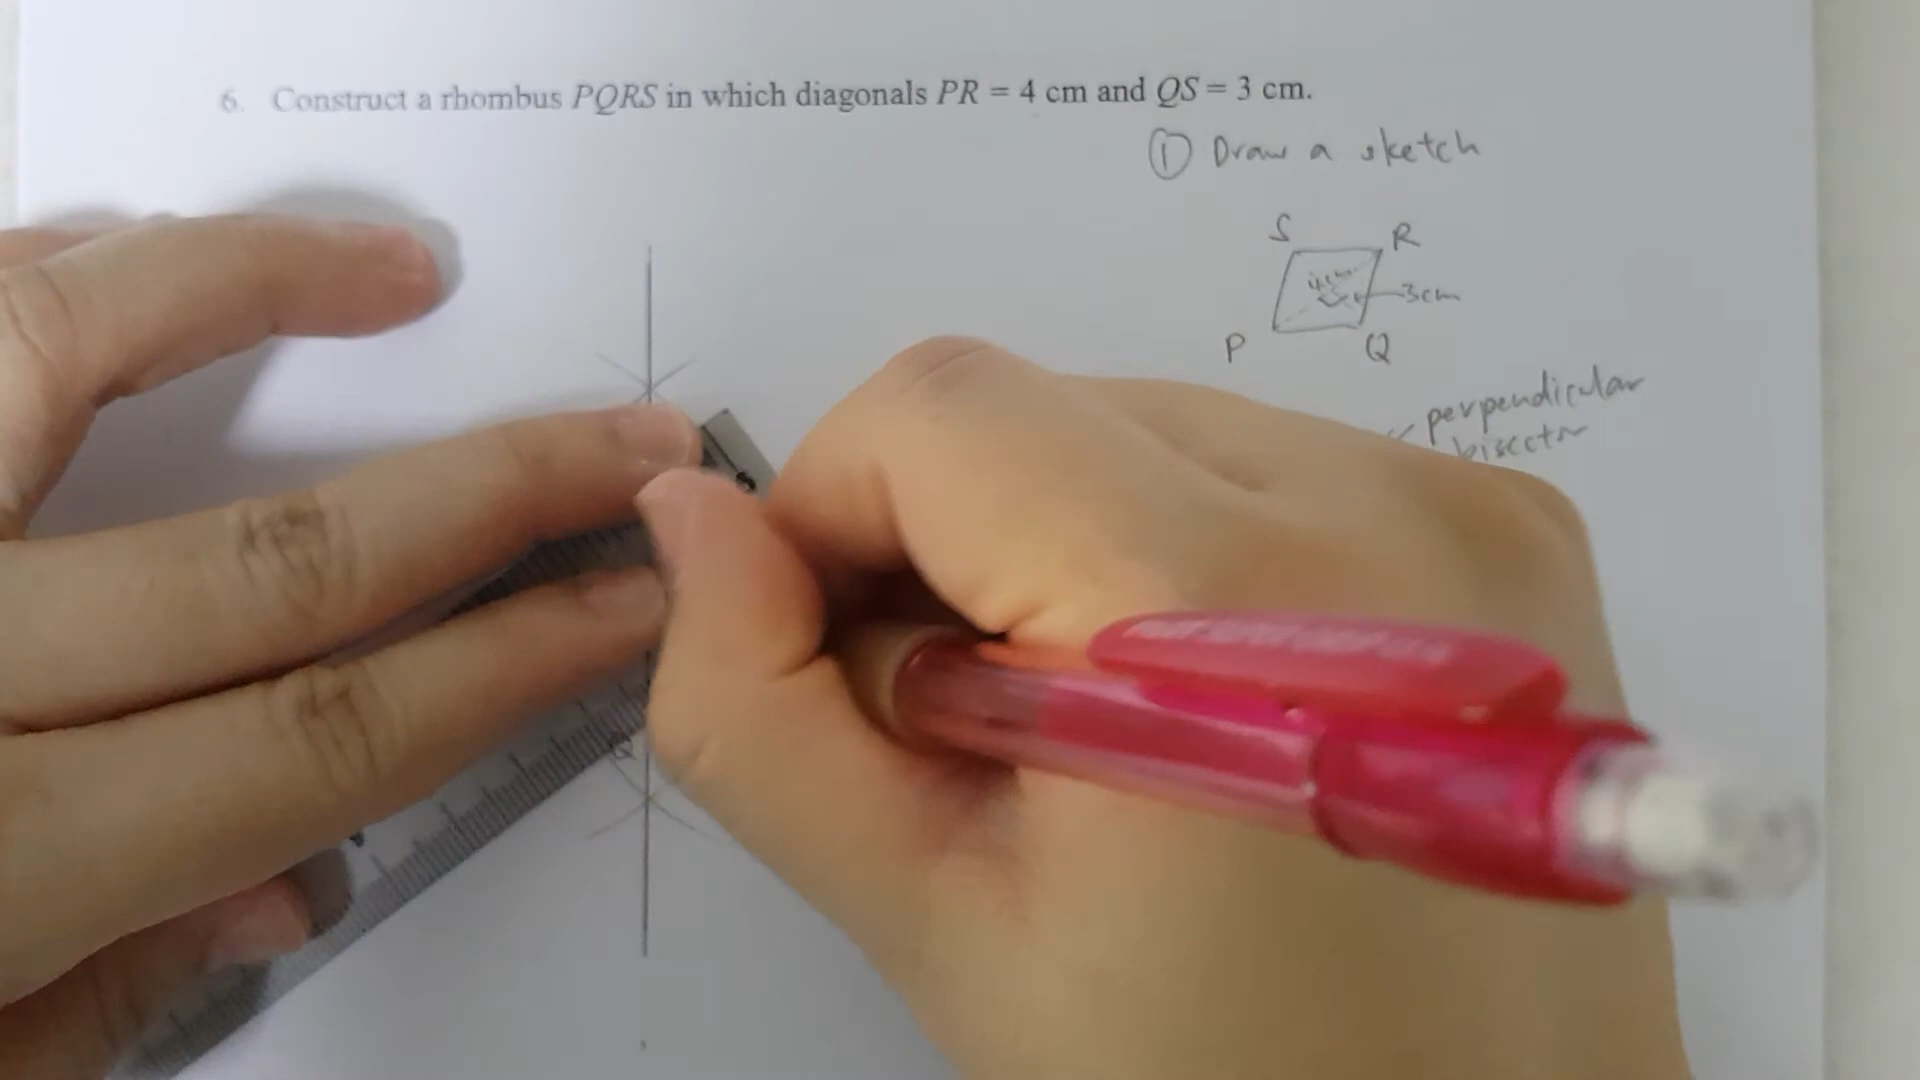 6. Construct a rhombus PQRS in which diagonals PR = 4 cm and QS = 3 cm.
① Draw a sketch
S R
4cm
3cm
P Q
perpendicular
bisector